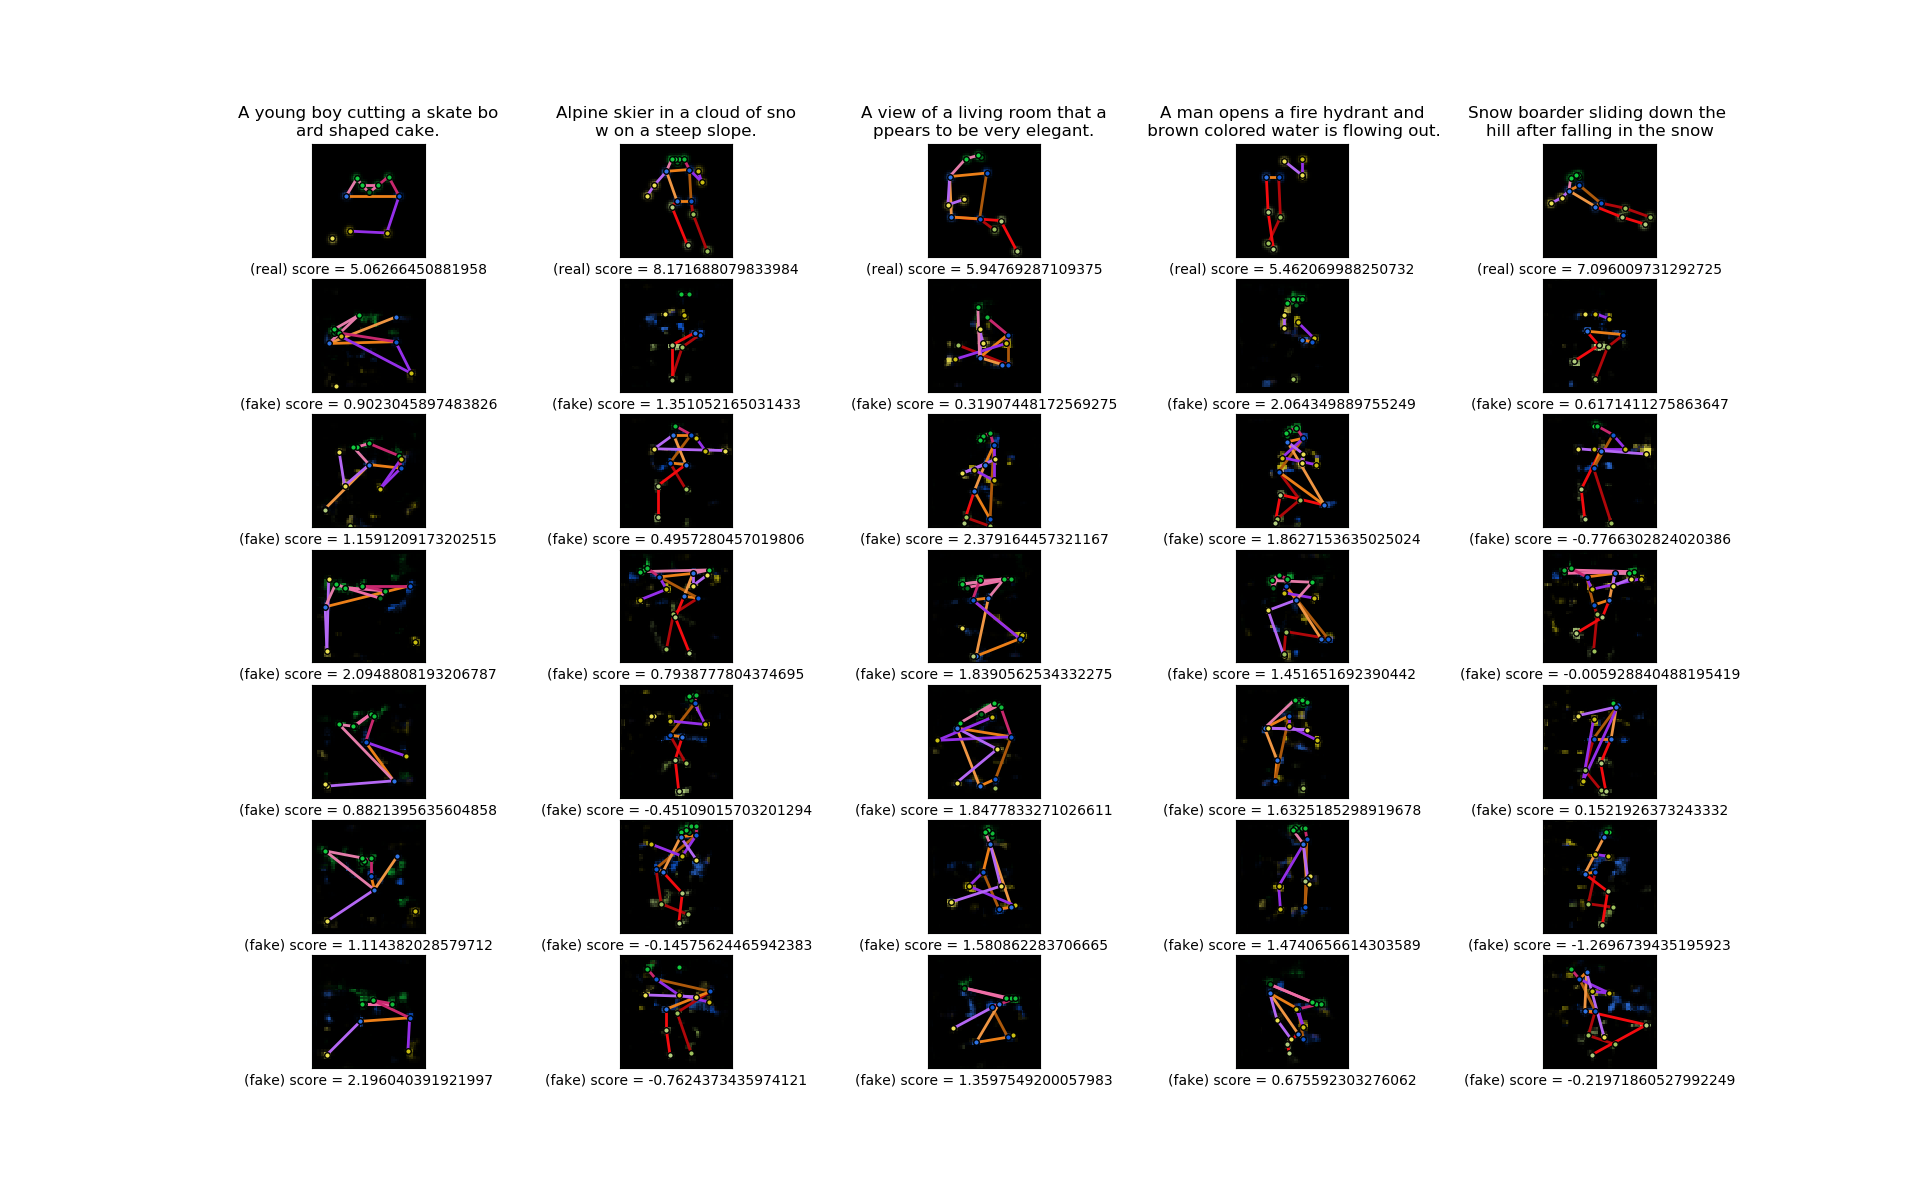 A young boy cutting a skate bo
ard shaped cake.
Alpine skier in a cloud of sno
w on a steep slope.
A view of a living room that a
ppears to be very elegant.
A man opens a fire hydrant and
brown colored water is flowing out.
Snow boarder sliding down the
hill after falling in the snow
(real) score = 5.06266450881958
(real) score = 8.171688079833984
(real) score = 5.94769287109375
(real) score = 5.462069988250732
(real) score = 7.096009731292725
(fake) score = 0.9023045897483826
(fake) score = 1.351052165031433
(fake) score = 0.31907448172569275
(fake) score = 2.064349889755249
(fake) score = 0.6171411275863647
(fake) score = 1.1591209173202515
(fake) score = 0.4957280457019806
(fake) score = 2.379164457321167
(fake) score = 1.8627153635025024
(fake) score = -0.7766302824020386
(fake) score = 2.0948808193206787
(fake) score = 0.7938777804374695
(fake) score = 1.8390562534332275
(fake) score = 1.451651692390442
(fake) score = -0.005928840488195419
(fake) score = 0.8821395635604858
(fake) score = -0.45109015703201294
(fake) score = 1.8477833271026611
(fake) score = 1.6325185298919678
(fake) score = 0.1521926373243332
(fake) score = 1.114382028579712
(fake) score = -0.14575624465942383
(fake) score = 1.580862283706665
(fake) score = 1.4740656614303589
(fake) score = -1.2696739435195923
(fake) score = 2.196040391921997
(fake) score = -0.7624373435974121
(fake) score = 1.3597549200057983
(fake) score = 0.675592303276062
(fake) score = -0.21971860527992249